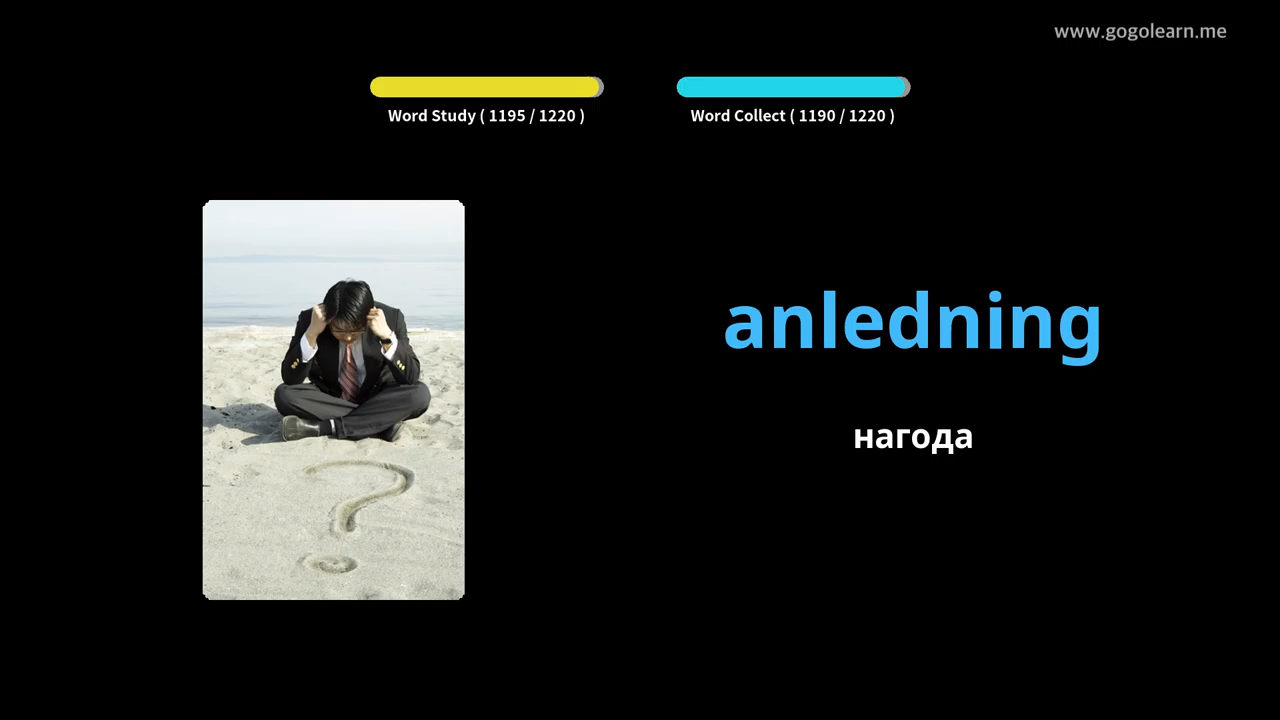 www.gogolearn.me
Word Study ( 1195 / 1220 )
Word Collect ( 1190 / 1220 )
anledning
нагода
?